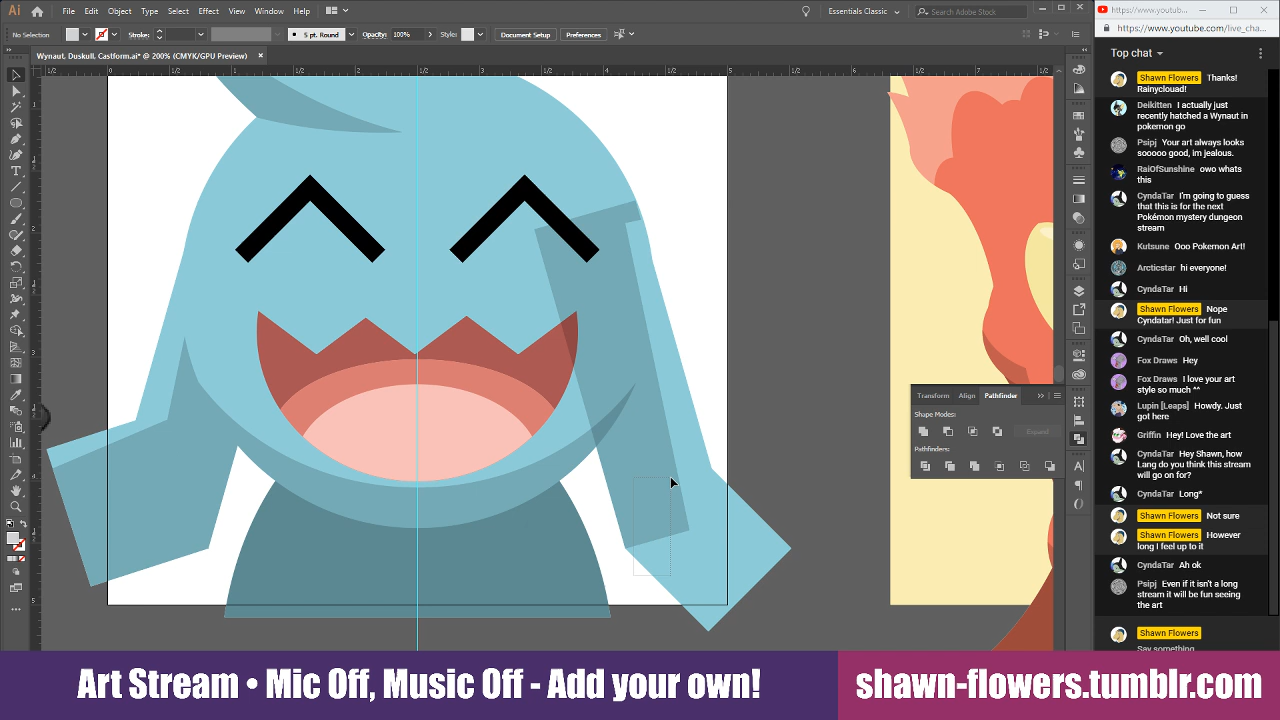 Ai File Edit Object Type Select Effect View Window Help Essentials Classic Search Adobe Stock
No Selection Stroke: 5 pt. Round Opacity: 100% Style: Document Setup Preferences
Wynaut, Duskull, Castform.ai* @ 200% (CMYK/GPU Preview)
Transform Align Pathfinder
Shape Modes:
Expand
Pathfinders:
https://www.youtub...
https://www.youtube.com/live_cha...
Top chat
Shawn Flowers Thanks!
Rainyclouad!
Deikitten I actually just
recently hatched a Wynaut in
pokemon go
Psipj Your art always looks
sooooo good, im jealous.
RaiOfSunshine owo whats
this
CyndaTar I'm going to guess
that this is for the next
Pokémon mystery dungeon
stream
Kutsune Ooo Pokemon Art!
Arcticstar hi everyone!
CyndaTar Hi
Shawn Flowers Nope
Cyndatar! Just for fun
CyndaTar Oh, well cool
Fox Draws Hey
Fox Draws I love your art
style so much ^^
Lupin [Leaps] Howdy. Just
got here
Griffin Hey! Love the art
CyndaTar Hey Shawn, how
Lang do you think this stream
will go on for?
CyndaTar Long*
Shawn Flowers Not sure
Shawn Flowers However
long I feel up to it
CyndaTar Ah ok
Psipj Even if it isn't a long
stream it will be fun seeing
the art
Shawn Flowers
Say something...
Art Stream • Mic Off, Music Off - Add your own!
shawn-flowers.tumblr.com